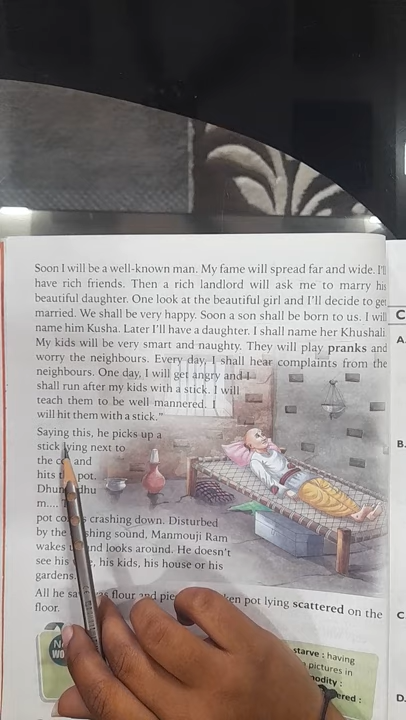 Soon I will be a well-known man. My fame will spread far and wide. I'll
have rich friends. Then a rich landlord will ask me to marry his
beautiful daughter. One look at the beautiful girl and I'll decide to get
married. We shall be very happy. Soon a son shall be born to us. I will
name him Kusha. Later I'll have a daughter. I shall name her Khushali
My kids will be very smart and naughty. They will play pranks and
worry the neighbours. Every day, I shall hear complaints from the
neighbours. One day, I will get angry and I
shall run after my kids with a stick. I will
teach them to be well mannered. I
will hit them with a stick."
Saying this, he picks up a
stick lying next to
the and
hits pot.
m....
pot crashing down. Disturbed
by the sound, Manmouji Ram
wakes and looks around. He doesn't
see his his kids, his house or his
gardens.
All he flour and lying scattered on the
floor.
starve : having
pictures in
C
A.
B.
C
D.